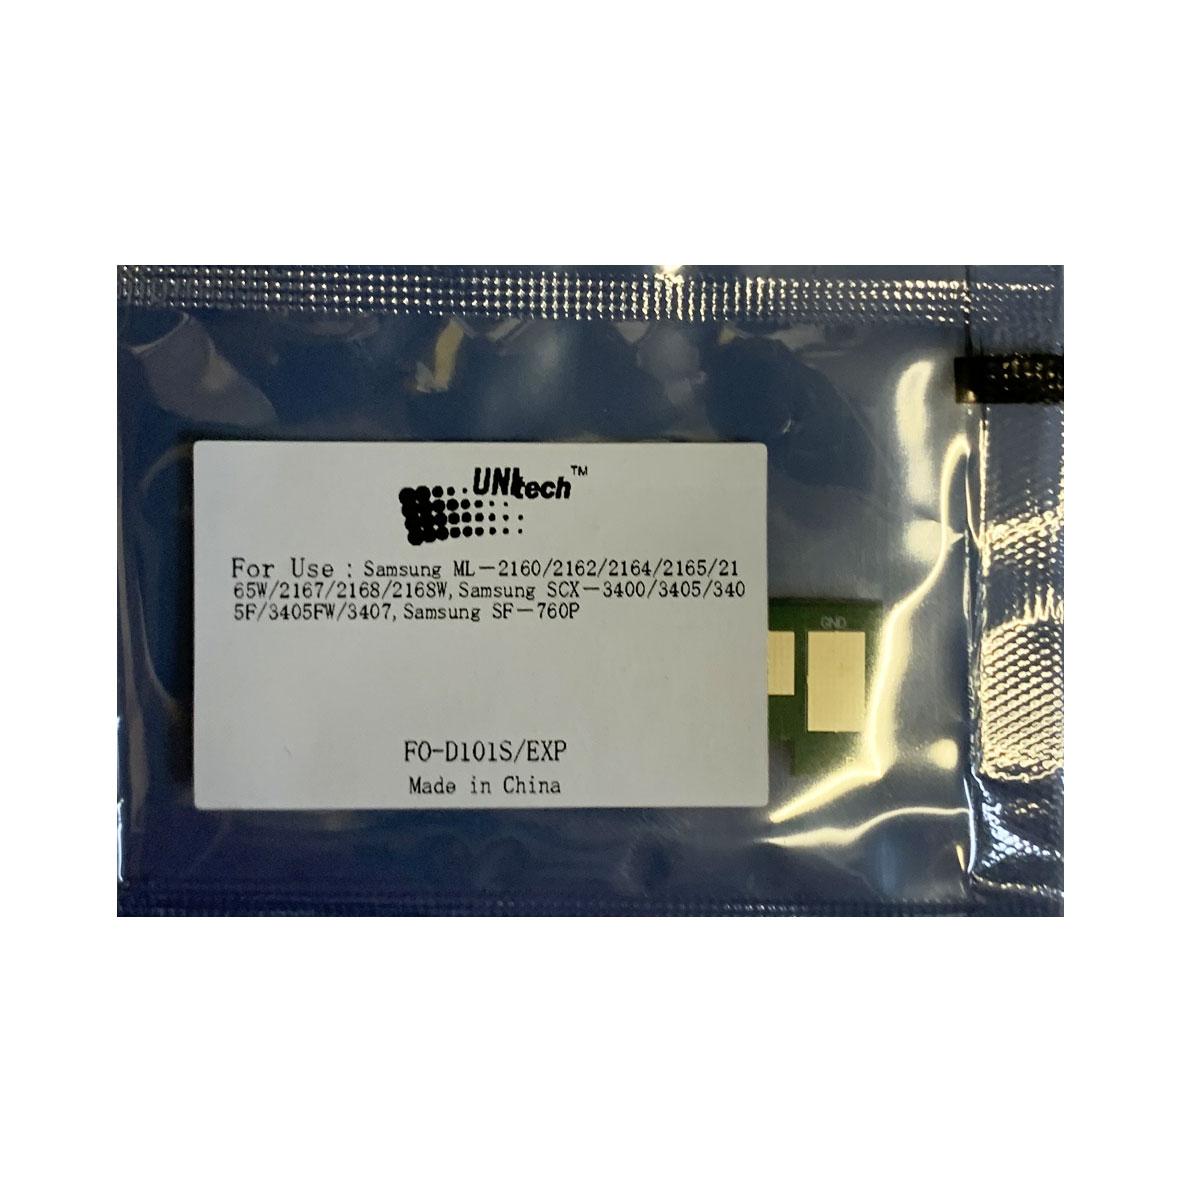 UNItech™
For Use : Samsung ML-2160/2162/2164/2165/21
65W/2167/2168/2168W, Samsung SCX-3400/3405/340
5F/3405FW/3407, Samsung SF-760P
GND
FO-D101S/EXP
Made in China